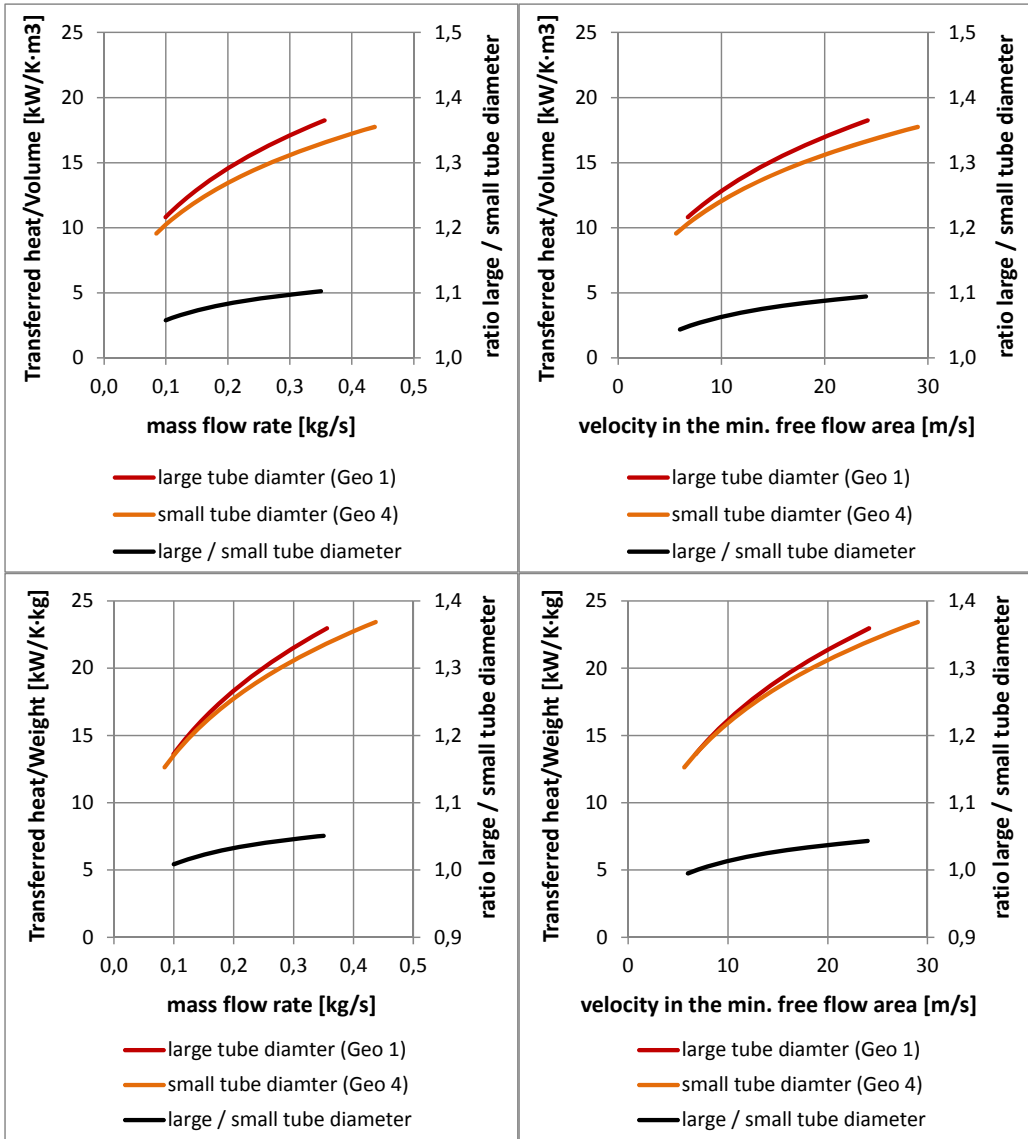 Transferred heat/Volume [kW/K·m3]
25
20
15
10
5
0
1,5
1,4
1,3
1,2
1,1
1,0
ratio large / small tube diameter
0,0 0,1 0,2 0,3 0,4 0,5
mass flow rate [kg/s]
large tube diamter (Geo 1)
small tube diamter (Geo 4)
large / small tube diameter
Transferred heat/Volume [kW/K·m3]
25
20
15
10
5
0
1,5
1,4
1,3
1,2
1,1
1,0
ratio large / small tube diameter
0 10 20 30
velocity in the min. free flow area [m/s]
large tube diamter (Geo 1)
small tube diamter (Geo 4)
large / small tube diameter
Transferred heat/Weight [kW/K·kg]
25
20
15
10
5
0
1,4
1,3
1,2
1,1
1,0
0,9
ratio large / small tube diameter
0,0 0,1 0,2 0,3 0,4 0,5
mass flow rate [kg/s]
large tube diamter (Geo 1)
small tube diamter (Geo 4)
large / small tube diameter
Transferred heat/Weight [kW/K·kg]
25
20
15
10
5
0
1,4
1,3
1,2
1,1
1,0
0,9
ratio large / small tube diameter
0 10 20 30
velocity in the min. free flow area [m/s]
large tube diamter (Geo 1)
small tube diamter (Geo 4)
large / small tube diameter